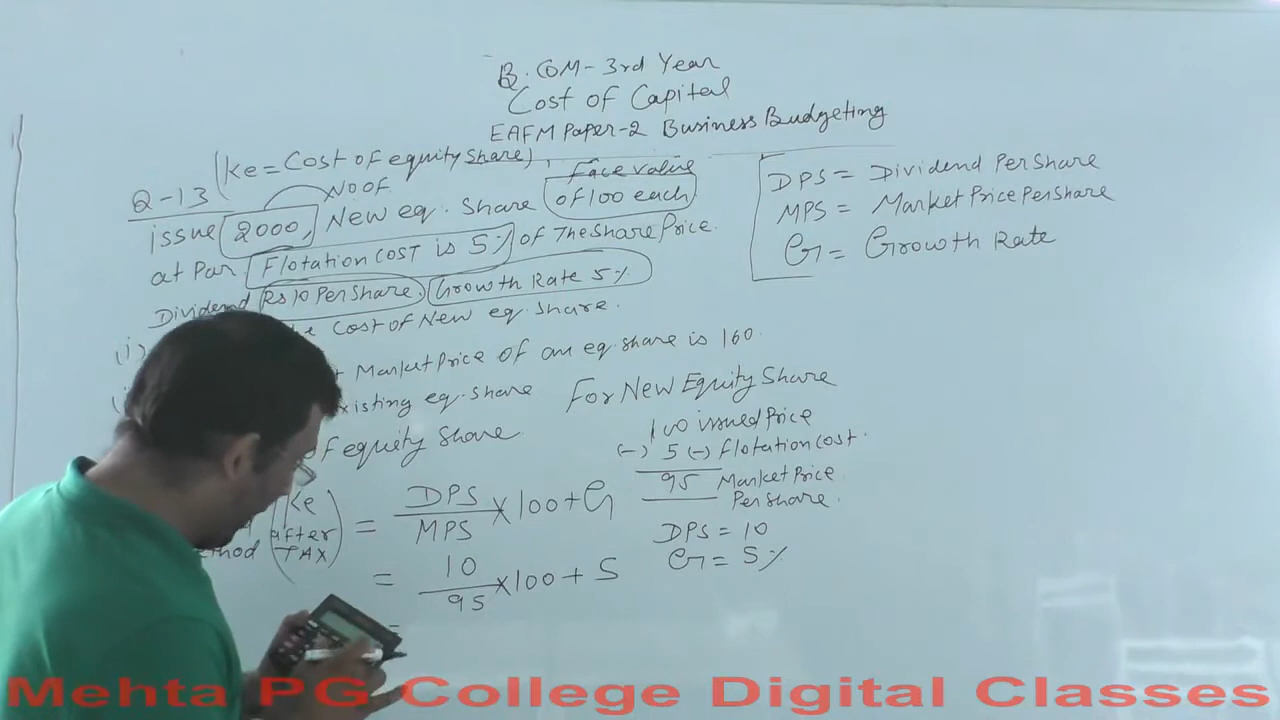 B.COM-3rd Year
Cost of Capital
EAFM Paper-2 Business Budgeting
(Ke=Cost of equity share),
Q-13
No of
Face value
issue 2000, New eq. Share of 100 each
at Par Flotation Cost is 5% of The Share Price.
Dividend Rs 10 Per Share. Growth Rate 5%
(i) Cost of New eq. Share.
Market Price of an eq. share is 160.
existing eq. share
of equity Share
DPS = Dividend Per Share
MPS = Market Price Per Share
G = Growth Rate
For New Equity Share
100 issued Price
(-) 5 (-) flotation cost.
95 Market Price
Per Share.
DPS = 10
G = 5%
Method (Ke after TAX) = DPS/MPS × 100 + G
= 10/95 × 100 + 5
=
Mehta PG College Digital Classes